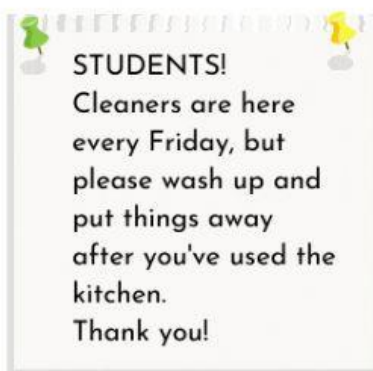 STUDENTS!
Cleaners are here
every Friday, but
please wash up and
put things away
after you've used the
kitchen.
Thank you!